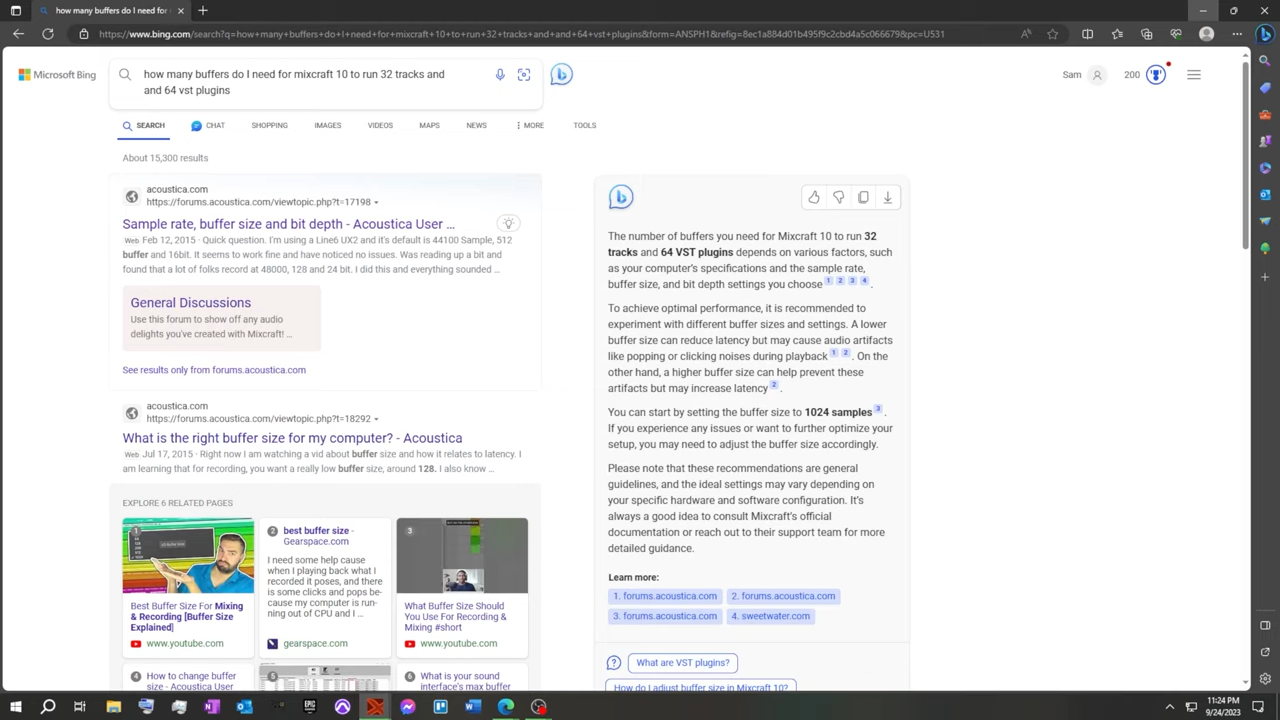 how many buffers do I need for
https://www.bing.com/search?q=how+many+buffers+do+I+need+for+mixcraft+10+to+run+32+tracks+and+and+64+vst+plugins&form=ANSPH1&refig=8ec1a884d01b495f9c2cbd4a5c066679&pc=U531
Microsoft Bing
how many buffers do I need for mixcraft 10 to run 32 tracks and
and 64 vst plugins
Sam
200
SEARCH
CHAT
SHOPPING
IMAGES
VIDEOS
MAPS
NEWS
MORE
TOOLS
About 15,300 results
acoustica.com
https://forums.acoustica.com/viewtopic.php?t=17198
Sample rate, buffer size and bit depth - Acoustica User ...
Web Feb 12, 2015 · Quick question. I'm using a Line6 UX2 and it's default is 44100 Sample, 512
buffer and 16bit. It seems to work fine and have noticed no issues. Was reading up a bit and
found that a lot of folks record at 48000, 128 and 24 bit. I did this and everything sounded ...
General Discussions
Use this forum to show off any audio
delights you've created with Mixcraft! ...
See results only from forums.acoustica.com
acoustica.com
https://forums.acoustica.com/viewtopic.php?t=18292
What is the right buffer size for my computer? - Acoustica
Web Jul 17, 2015 · Right now I am watching a vid about buffer size and how it relates to latency. I
am learning that for recording, you want a really low buffer size, around 128. I also know ...
EXPLORE 6 RELATED PAGES
1
Best Buffer Size For Mixing
& Recording [Buffer Size
Explained]
www.youtube.com
2 best buffer size -
Gearspace.com
I need some help cause
when I playing back what I
recorded it poses, and there
is some clicks and pops be-
cause my computer is run-
ning out of CPU and I ...
gearspace.com
3
What Buffer Size Should
You Use For Recording &
Mixing #short
www.youtube.com
4 How to change buffer
size - Acoustica User
5
6 What is your sound
interface's max buffer
The number of buffers you need for Mixcraft 10 to run 32
tracks and 64 VST plugins depends on various factors, such
as your computer's specifications and the sample rate,
buffer size, and bit depth settings you choose 1 2 3 4.
To achieve optimal performance, it is recommended to
experiment with different buffer sizes and settings. A lower
buffer size can reduce latency but may cause audio artifacts
like popping or clicking noises during playback 1 2. On the
other hand, a higher buffer size can help prevent these
artifacts but may increase latency 2.
You can start by setting the buffer size to 1024 samples 3.
If you experience any issues or want to further optimize your
setup, you may need to adjust the buffer size accordingly.
Please note that these recommendations are general
guidelines, and the ideal settings may vary depending on
your specific hardware and software configuration. It's
always a good idea to consult Mixcraft's official
documentation or reach out to their support team for more
detailed guidance.
Learn more:
1. forums.acoustica.com 2. forums.acoustica.com
3. forums.acoustica.com 4. sweetwater.com
What are VST plugins?
How do I adjust buffer size in Mixcraft 10?
11:24 PM
9/24/2023